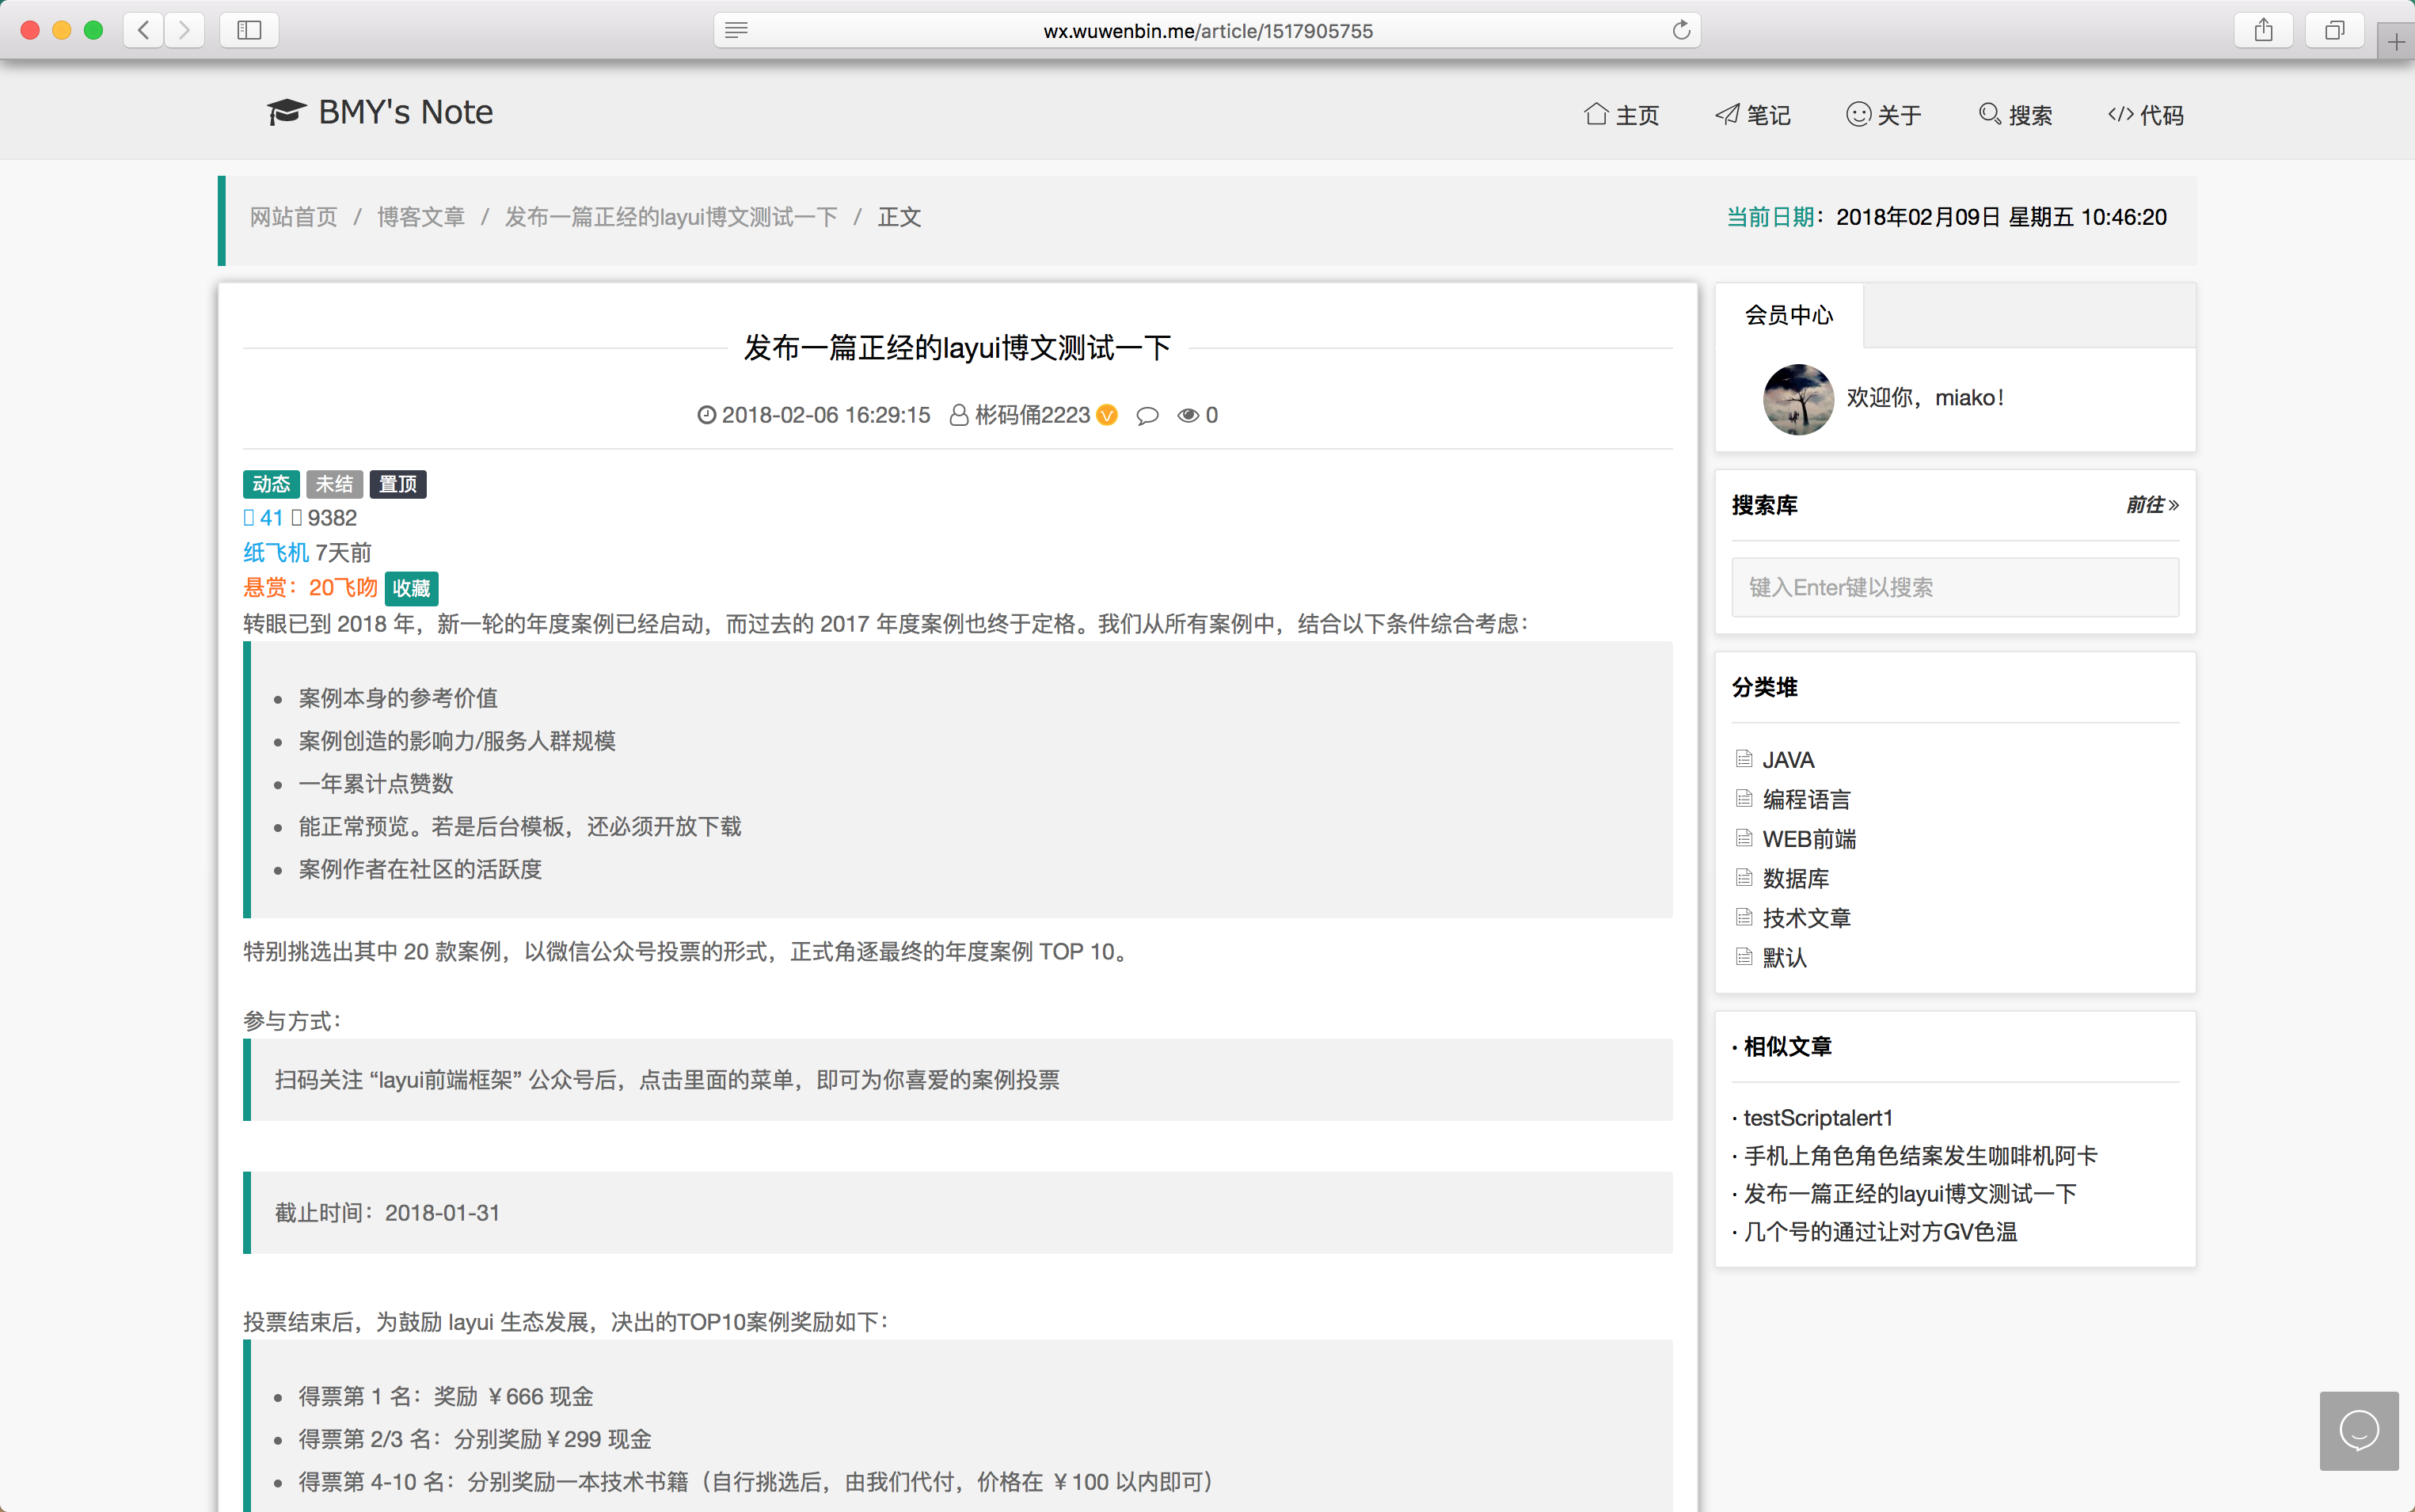 wx.wuwenbin.me/article/1517905755
BMY's Note
主页 笔记 关于 搜索 代码
网站首页 / 博客文章 / 发布一篇正经的layui博文测试一下 / 正文
当前日期：2018年02月09日 星期五 10:46:20
发布一篇正经的layui博文测试一下
2018-02-06 16:29:15 彬码俑2223 0
动态 未结 置顶
41 9382
纸飞机 7天前
悬赏：20飞吻 收藏
转眼已到 2018 年，新一轮的年度案例已经启动，而过去的 2017 年度案例也终于定格。我们从所有案例中，结合以下条件综合考虑：
• 案例本身的参考价值
• 案例创造的影响力/服务人群规模
• 一年累计点赞数
• 能正常预览。若是后台模板，还必须开放下载
• 案例作者在社区的活跃度
特别挑选出其中 20 款案例，以微信公众号投票的形式，正式角逐最终的年度案例 TOP 10。
参与方式：
扫码关注 “layui前端框架” 公众号后，点击里面的菜单，即可为你喜爱的案例投票
截止时间：2018-01-31
投票结束后，为鼓励 layui 生态发展，决出的TOP10案例奖励如下：
• 得票第 1 名：奖励 ￥666 现金
• 得票第 2/3 名：分别奖励￥299 现金
• 得票第 4-10 名：分别奖励一本技术书籍（自行挑选后，由我们代付，价格在 ￥100 以内即可）
会员中心
欢迎你，miako！
搜索库 前往»
键入Enter键以搜索
分类堆
JAVA
编程语言
WEB前端
数据库
技术文章
默认
· 相似文章
· testScriptalert1
· 手机上角色角色结案发生咖啡机阿卡
· 发布一篇正经的layui博文测试一下
· 几个号的通过让对方GV色温